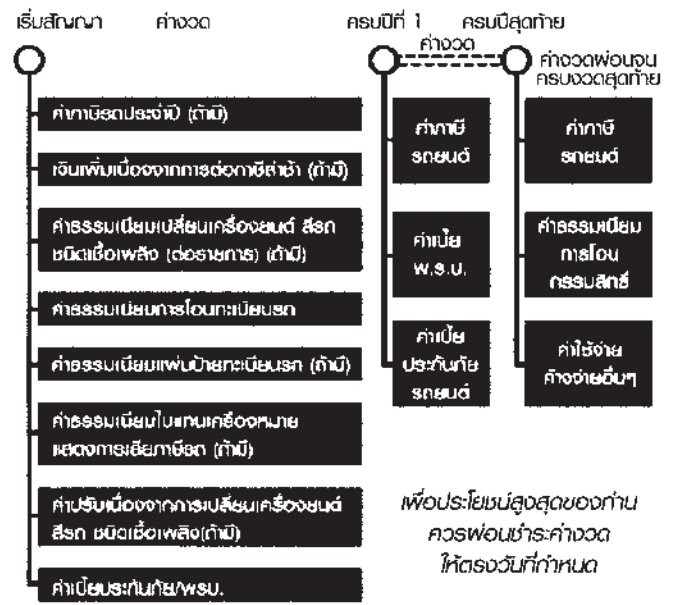 เริ่มสัญญา
ค่างวด
ครบปีที่ 1
ครบปีสุดท้าย
ค่างวด
ค่างวดผ่อนจน
ครบงวดสุดท้าย
ค่าภาษีรถประจำปี (ถ้ามี)
เงินเพิ่มเนื่องจากการต่อภาษีล่าช้า (ถ้ามี)
ค่าธรรมเนียมเปลี่ยนเครื่องยนต์ สีรถ
ชนิดเชื้อเพลิง (ต่อรายการ) (ถ้ามี)
ค่าธรรมเนียมการโอนทะเบียนรถ
ค่าธรรมเนียมแผ่นป้ายทะเบียนรถ (ถ้ามี)
ค่าธรรมเนียมใบแทนเครื่องหมาย
แสดงการเสียภาษีรถ (ถ้ามี)
ค่าปรับเนื่องจากการเปลี่ยนเครื่องยนต์
สีรถ ชนิดเชื้อเพลิง(ถ้ามี)
ค่าเบี้ยประกันภัย/พรบ.
ค่าภาษี
รถยนต์
ค่าเบี้ย
พ.ร.บ.
ค่าเบี้ย
ประกันภัย
รถยนต์
ค่าภาษี
รถยนต์
ค่าธรรมเนียม
การโอน
กรรมสิทธิ์
ค่าใช้จ่าย
ค้างจ่ายอื่นๆ
เพื่อประโยชน์สูงสุดของท่าน
ควรผ่อนชำระค่างวด
ให้ตรงวันที่กำหนด